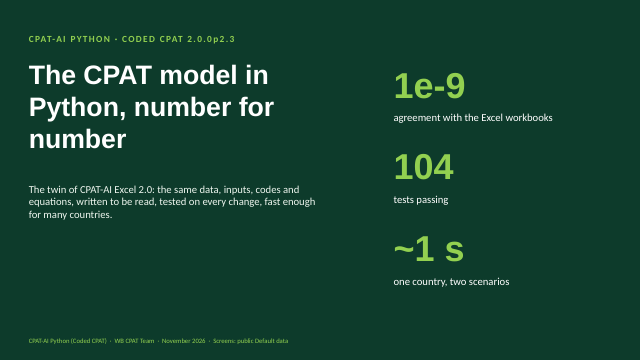 CPAT-AI PYTHON · CODED CPAT 2.0.0p2.3
The CPAT model in
Python, number for
number
The twin of CPAT-AI Excel 2.0: the same data, inputs, codes and
equations, written to be read, tested on every change, fast enough
for many countries.
1e-9
agreement with the Excel workbooks
104
tests passing
~1 s
one country, two scenarios
CPAT-AI Python (Coded CPAT) · WB CPAT Team · November 2026 · Screens: public Default data